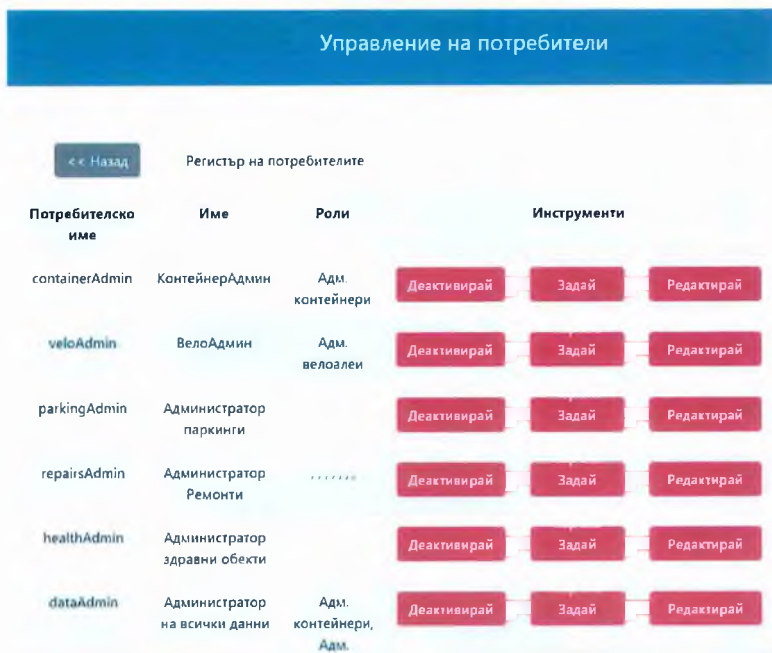 Управление на потребители
<< Назад
Регистър на потребителите
Потребителско име
Име
Роли
Инструменти
containerAdmin
КонтейнерАдмин
Адм.
контейнери
Деактивирай
Задай
Редактирай
veloAdmin
ВелоАдмин
Адм.
велоалеи
Деактивирай
Задай
Редактирай
parkingAdmin
Администратор
паркинги
Деактивирай
Задай
Редактирай
repairsAdmin
Администратор
Ремонти
, , , , , , ,
Деактивирай
Задай
Редактирай
healthAdmin
Администратор
здравни обекти
Деактивирай
Задай
Редактирай
dataAdmin
Администратор
на всички данни
Адм.
контейнери,
Адм.
Деактивирай
Задай
Редактирай